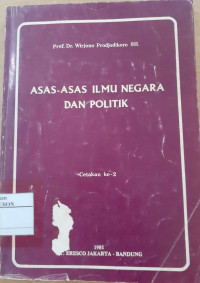 Prof. Dr. Wirjono Prodjodikoro SH.
ASAS-ASAS ILMU NEGARA
DAN POLITIK
Cetakan ke-2
1981
ERESCO JAKARTA - BANDUNG